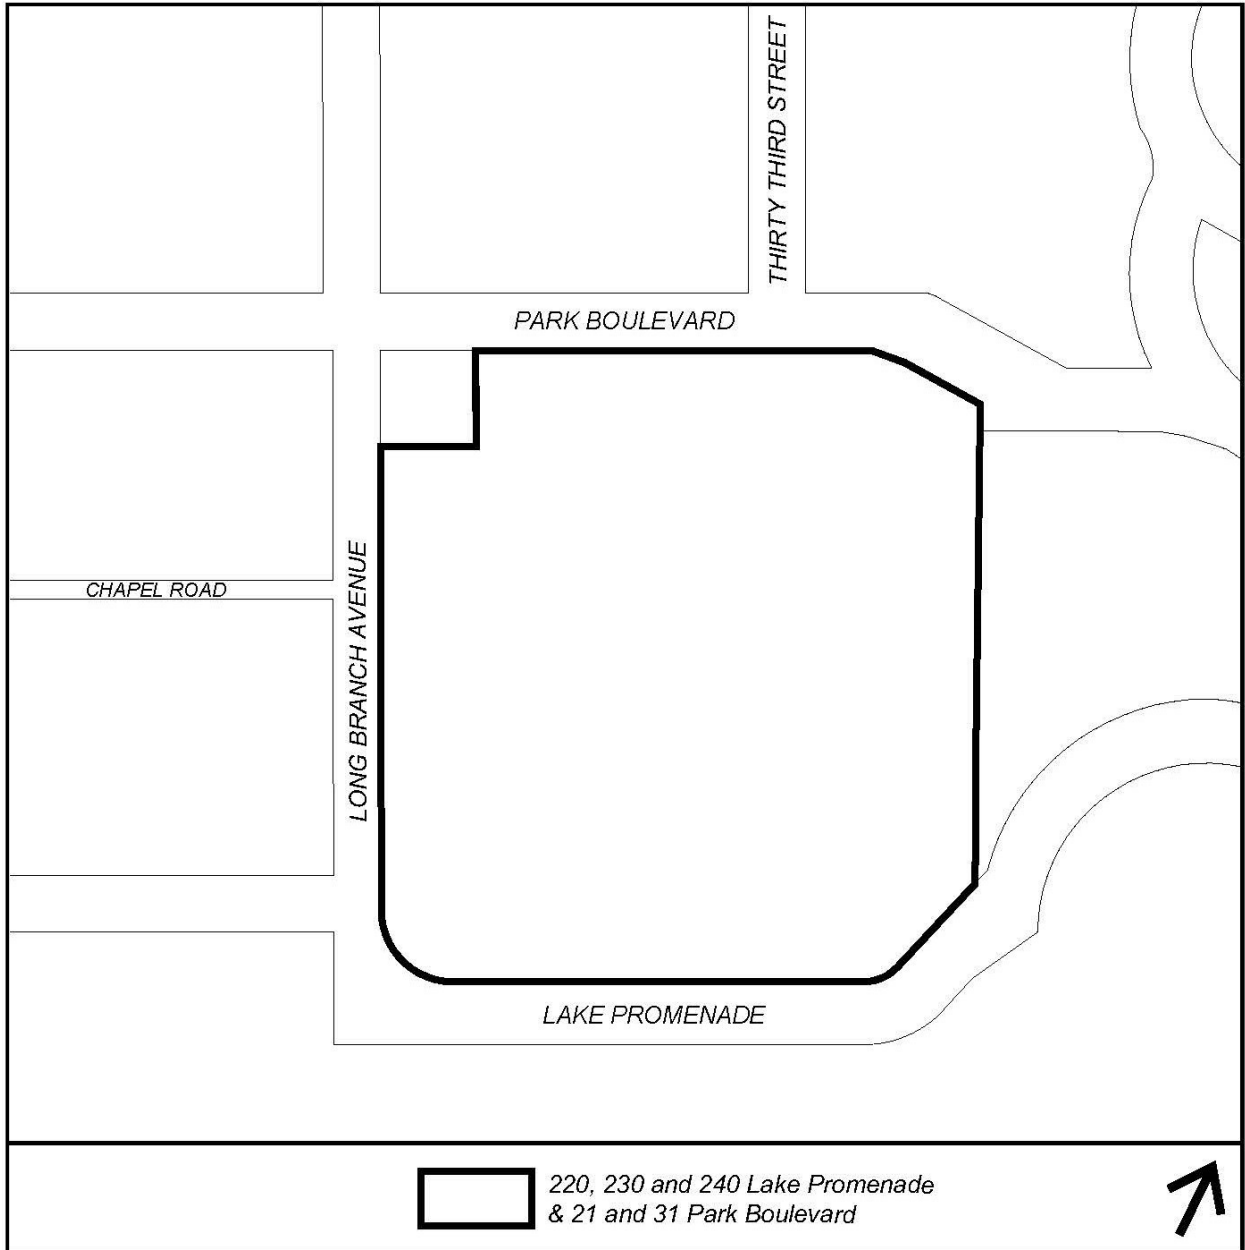 THIRTY THIRD STREET
PARK BOULEVARD
CHAPEL ROAD
LONG BRANCH AVENUE
LAKE PROMENADE
220, 230 and 240 Lake Promenade
& 21 and 31 Park Boulevard